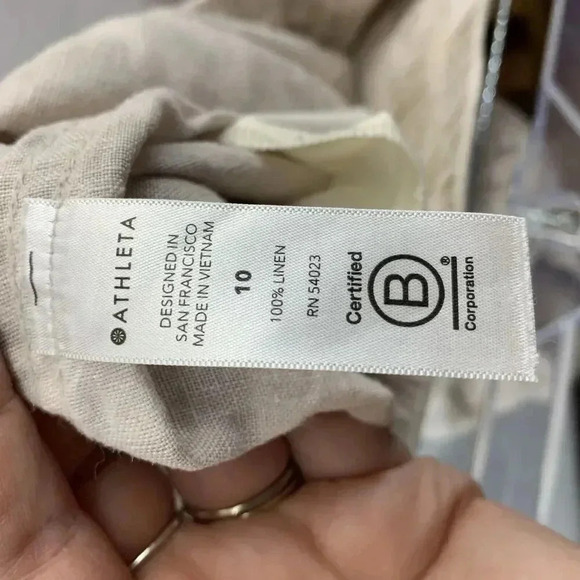 ATHLETA
DESIGNED IN
SAN FRANCISCO
MADE IN VIETNAM
10
100% LINEN
RN 54023
Certified
B
®
Corporation